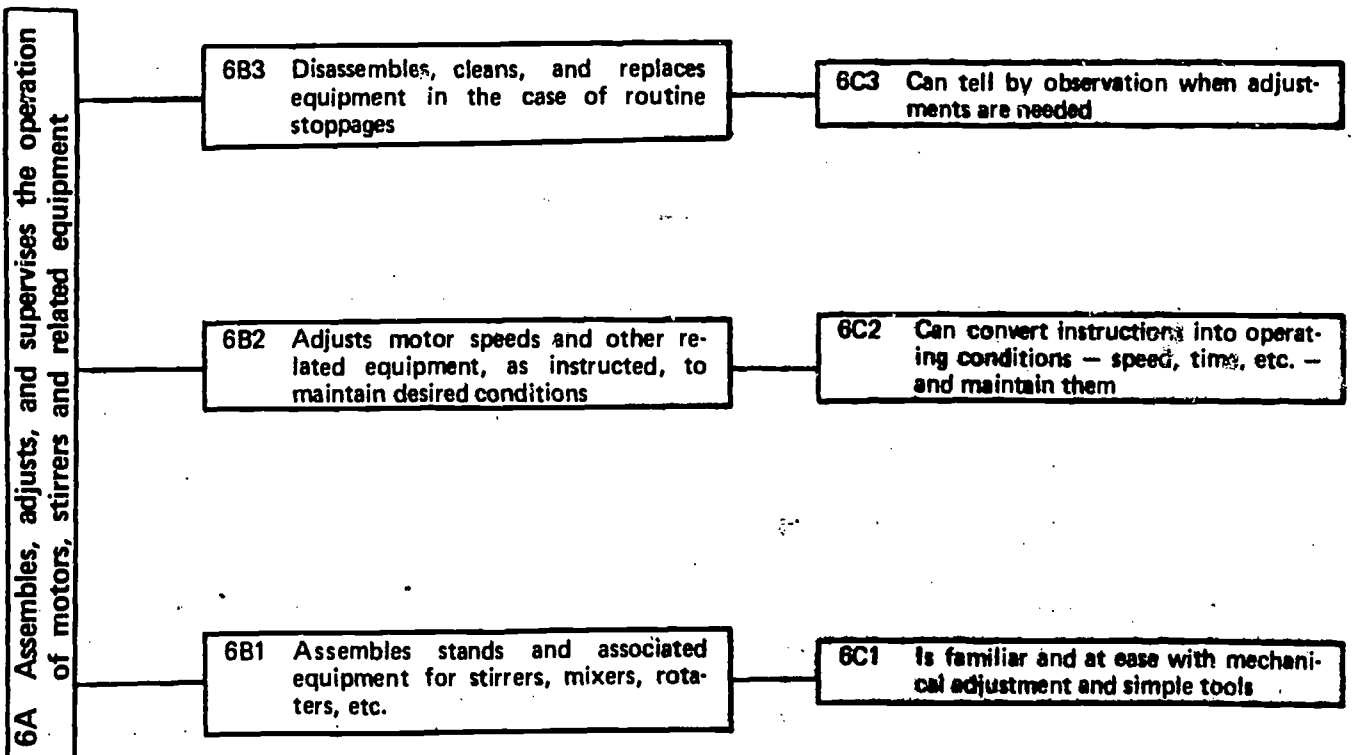 6A Assembles, adjusts, and supervises the operation
of motors, stirrers and related equipment
6B3 Disassembles, cleans, and replaces
equipment in the case of routine
stoppages
6C3 Can tell by observation when adjust-
ments are needed
6B2 Adjusts motor speeds and other re-
lated equipment, as instructed, to
maintain desired conditions
6C2 Can convert instructions into operat-
ing conditions — speed, time, etc. —
and maintain them
6B1 Assembles stands and associated
equipment for stirrers, mixers, rota-
ters, etc.
6C1 Is familiar and at ease with mechani-
cal adjustment and simple tools